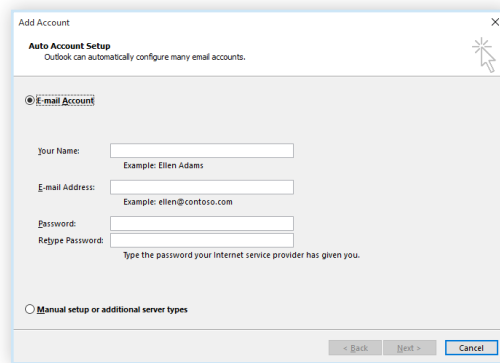 Add Account
Auto Account Setup
Outlook can automatically configure many email accounts.
E-mail Account
Your Name:
Example: Ellen Adams
E-mail Address:
Example: ellen@contoso.com
Password:
Retype Password:
Type the password your Internet service provider has given you.
Manual setup or additional server types
< Back Next > Cancel